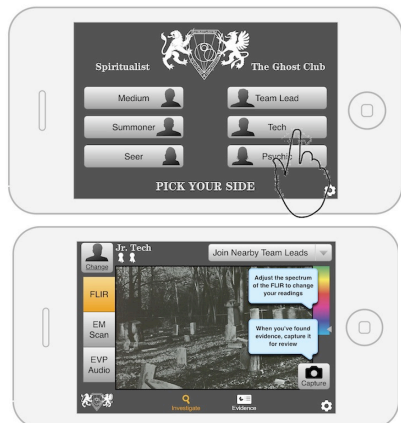 Spiritualist
The Ghost Club
Medium
Team Lead
Summoner
Tech
Seer
Psychic
PICK YOUR SIDE
Change
Jr. Tech
Join Nearby Team Leads
FLIR
EM
Scan
EVP
Audio
Adjust the spectrum
of the FLIR to change
your readings
When you've found
evidence, capture it
for review
Capture
Investigate
Evidence